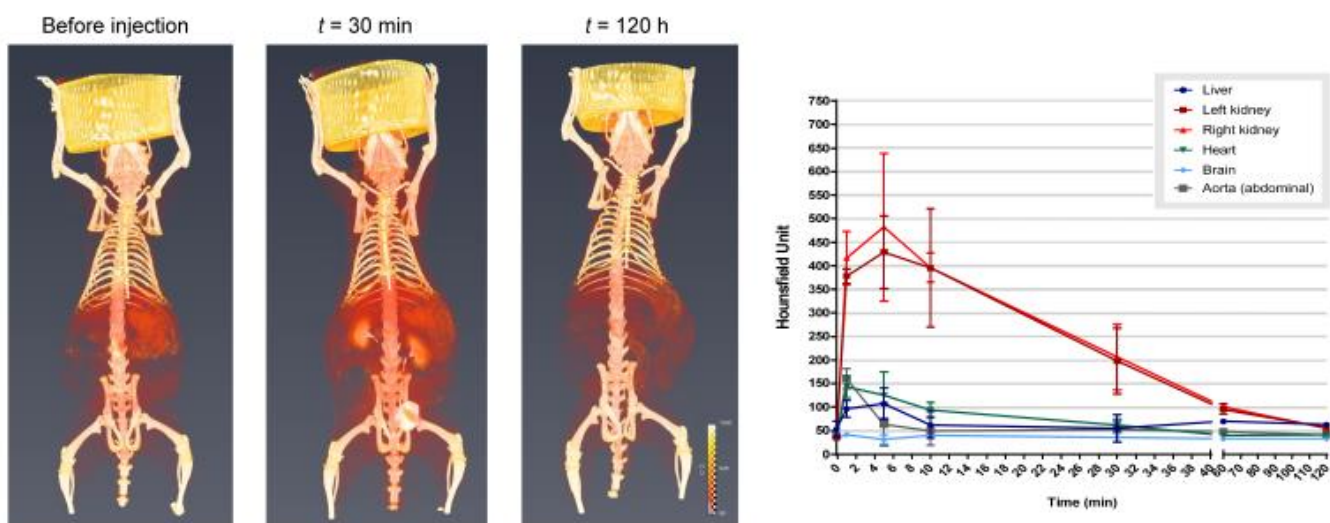 Before injection
t = 30 min
t = 120 h
Liver
Left kidney
Right kidney
Heart
Brain
Aorta (abdominal)
750
700
650
600
550
500
450
400
350
300
250
200
150
100
50
0
Hounsfield Unit
0 2 4 6 8 10 12 14 16 18 20 22 24 26 28 30 32 34 36 38 40 60 70 80 90 100 110 120
Time (min)